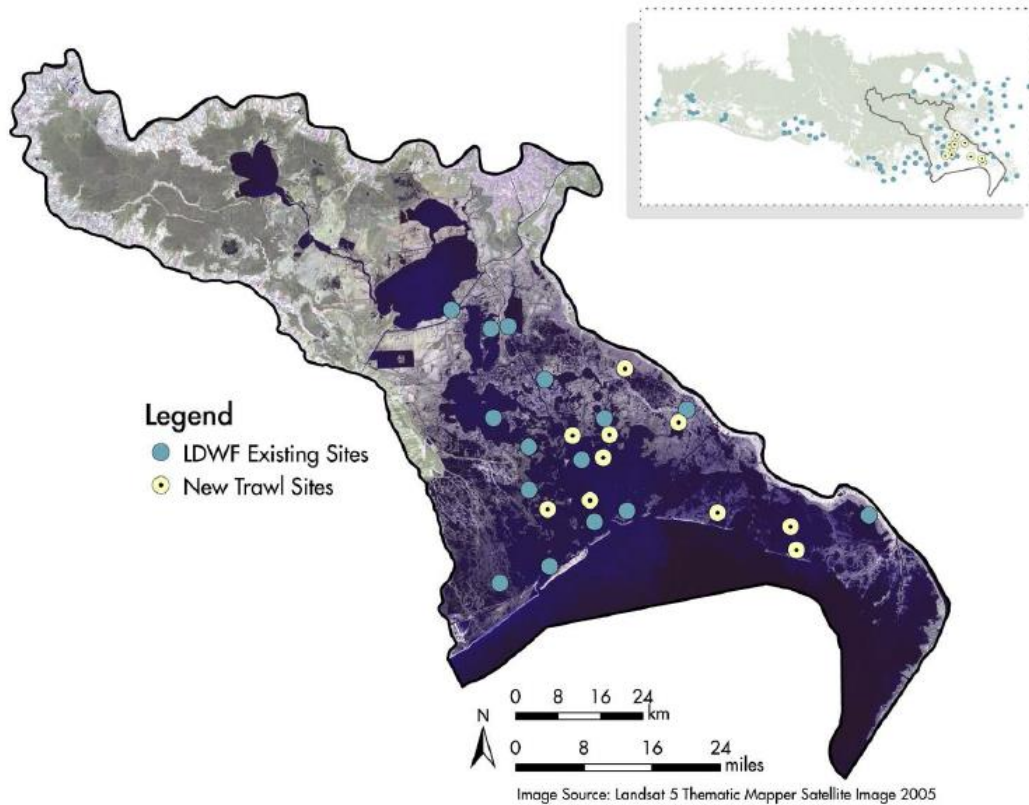 Legend
LDWF Existing Sites
New Trawl Sites
0 8 16 24
km
N
0 8 16 24
miles
Image Source: Landsat 5 Thematic Mapper Satellite Image 2005